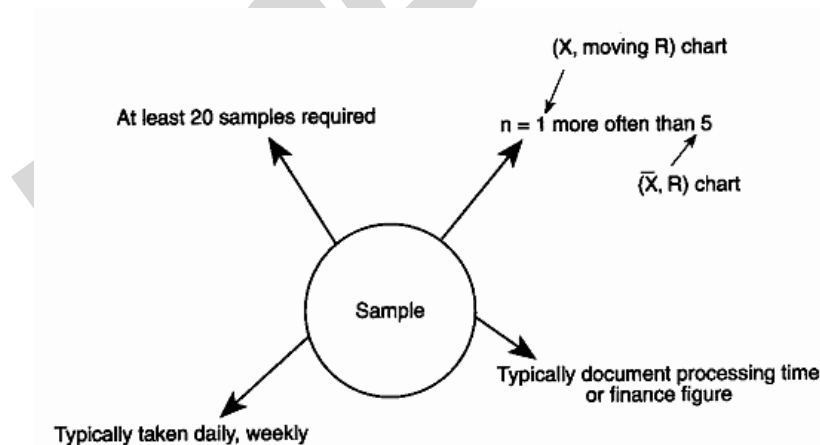 (X, moving R) chart
At least 20 samples required
n = 1 more often than 5
(X̅, R) chart
Sample
Typically document processing time
or finance figure
Typically taken daily, weekly